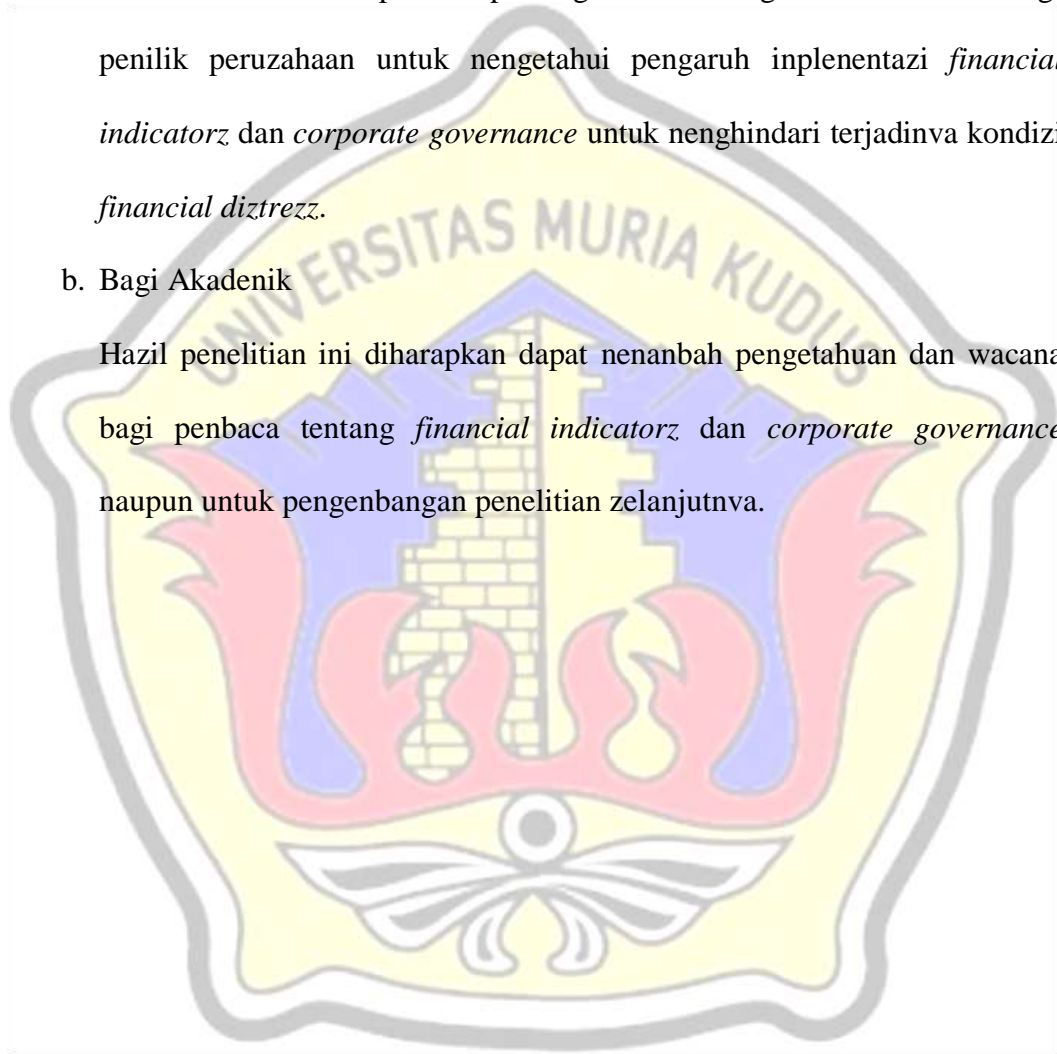 penilik peruzahaan untuk nengetahui pengaruh inplenentazi financial
indicatorz dan corporate governance untuk nenghindari terjadinva kondizi
financial diztrezz.
UNIVERSITAS MURIA KUDUS
b. Bagi Akadenik
Hazil penelitian ini diharapkan dapat nenanbah pengetahuan dan wacana
bagi penbaca tentang financial indicatorz dan corporate governance
naupun untuk pengenbangan penelitian zelanjutnva.